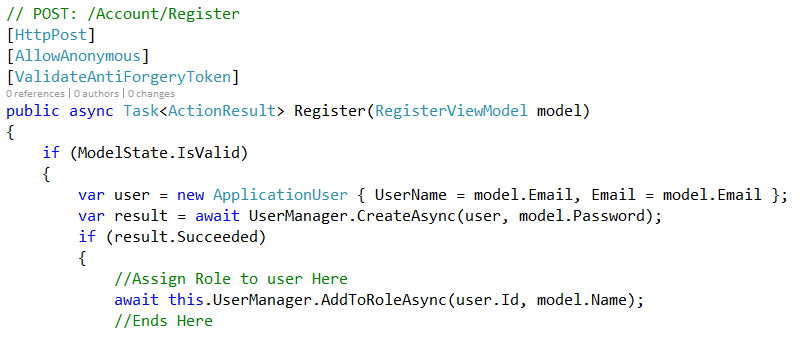 // POST: /Account/Register
[HttpPost]
[AllowAnonymous]
[ValidateAntiForgeryToken]
0 references | 0 authors | 0 changes
public async Task<ActionResult> Register(RegisterViewModel model)
{
    if (ModelState.IsValid)
    {
        var user = new ApplicationUser { UserName = model.Email, Email = model.Email };
        var result = await UserManager.CreateAsync(user, model.Password);
        if (result.Succeeded)
        {
            //Assign Role to user Here
            await this.UserManager.AddToRoleAsync(user.Id, model.Name);
            //Ends Here